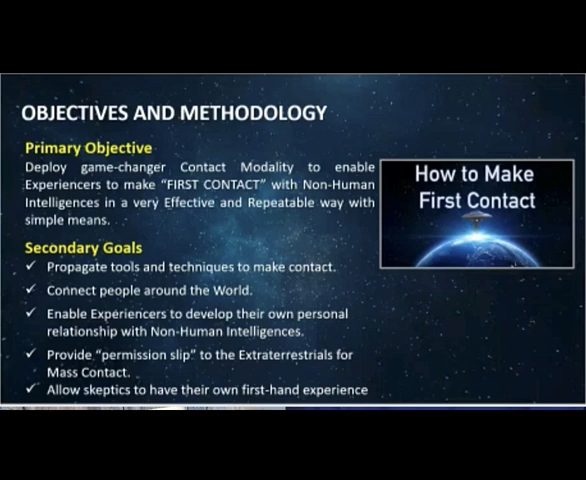 OBJECTIVES AND METHODOLOGY
Primary Objective
Deploy game-changer Contact Modality to enable
Experiencers to make “FIRST CONTACT” with Non-Human
Intelligences in a very Effective and Repeatable way with
simple means.
Secondary Goals
✓ Propagate tools and techniques to make contact.
✓ Connect people around the World.
✓ Enable Experiencers to develop their own personal
relationship with Non-Human Intelligences.
✓ Provide “permission slip” to the Extraterrestrials for
Mass Contact.
✓ Allow skeptics to have their own first-hand experience
How to Make
First Contact